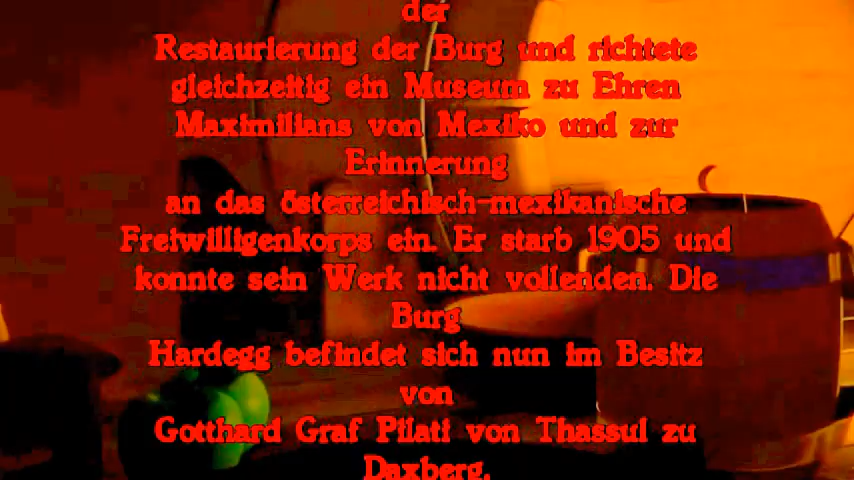 der
Restaurierung der Burg und richtete
gleichzeitig ein Museum zu Ehren
Maximilians von Mexiko und zur
Erinnerung
an das österreichisch-mexikanische
Freiwilligenkorps ein. Er starb 1905 und
konnte sein Werk nicht vollenden. Die
Burg
Hardegg befindet sich nun im Besitz
von
Gotthard Graf Pilati von Thassul zu
Daxberg.